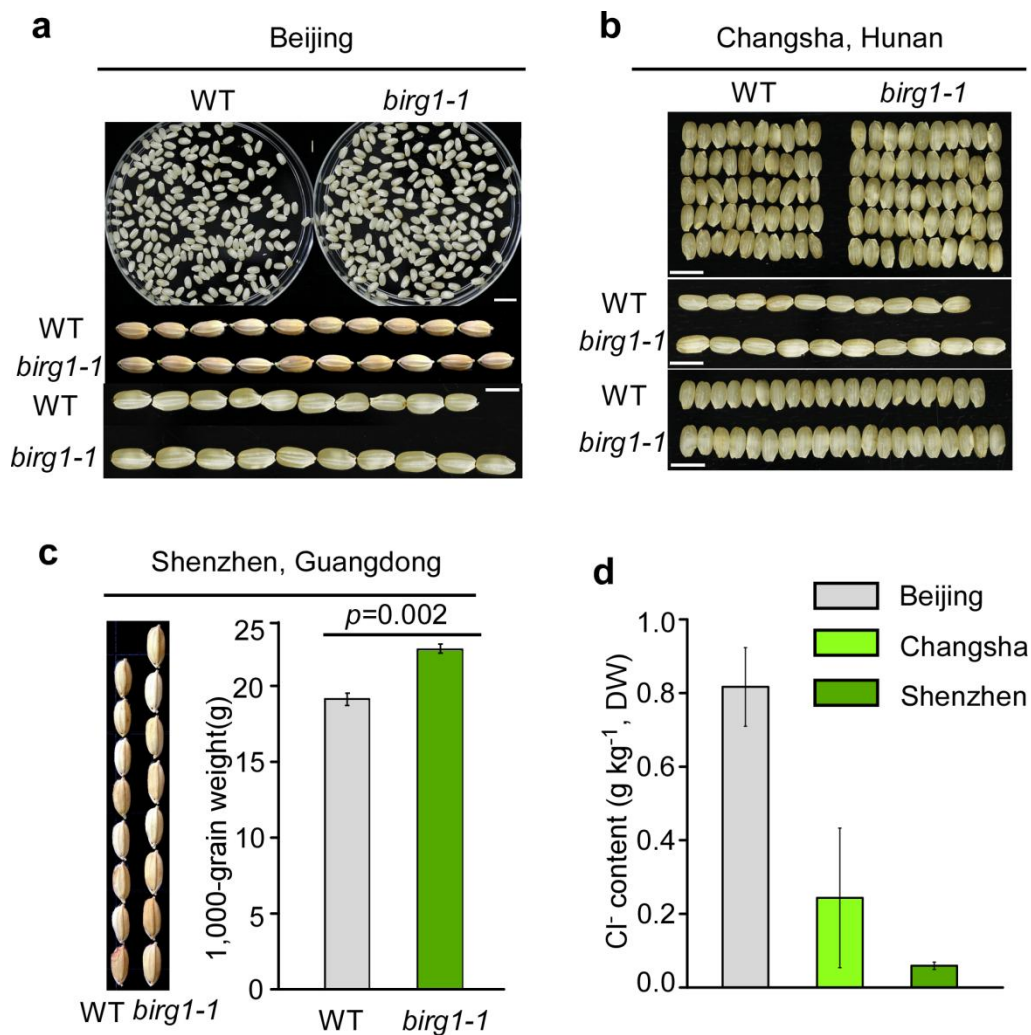 a
Beijing
WT birg1-1
WT
birg1-1
WT
birg1-1
b
Changsha, Hunan
WT birg1-1
WT
birg1-1
WT
birg1-1
c
Shenzhen, Guangdong
p=0.002
1,000-grain weight(g)
25
20
15
10
5
0
WT birg1-1
WT birg1-1
d
Beijing
Changsha
Shenzhen
Cl⁻ content (g kg⁻¹, DW)
1.0
0.8
0.6
0.4
0.2
0.0